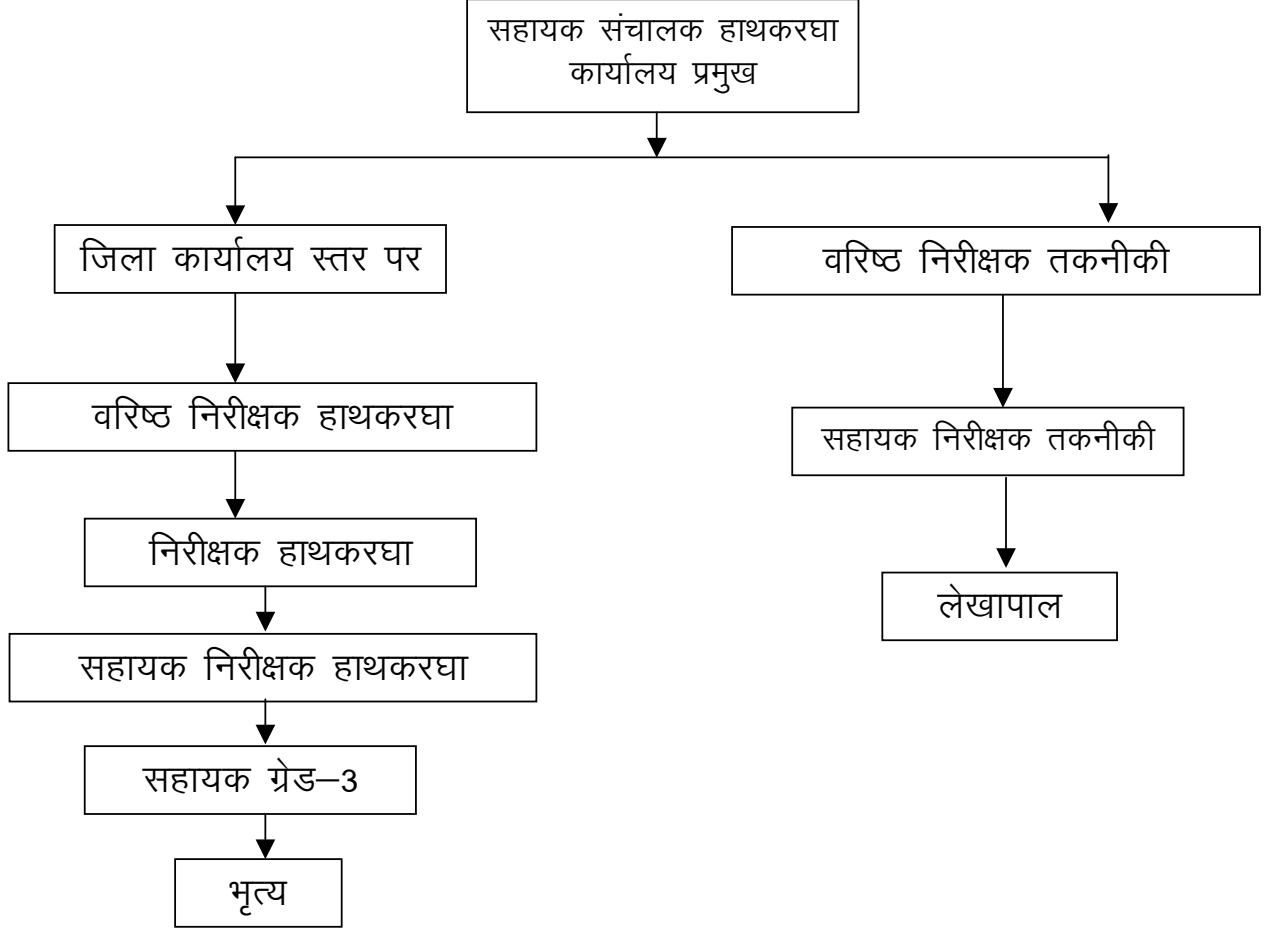 सहायक संचालक हाथकरघा
कार्यालय प्रमुख
जिला कार्यालय स्तर पर
वरिष्ठ निरीक्षक हाथकरघा
निरीक्षक हाथकरघा
सहायक निरीक्षक हाथकरघा
सहायक ग्रेड–3
भृत्य
वरिष्ठ निरीक्षक तकनीकी
सहायक निरीक्षक तकनीकी
लेखापाल